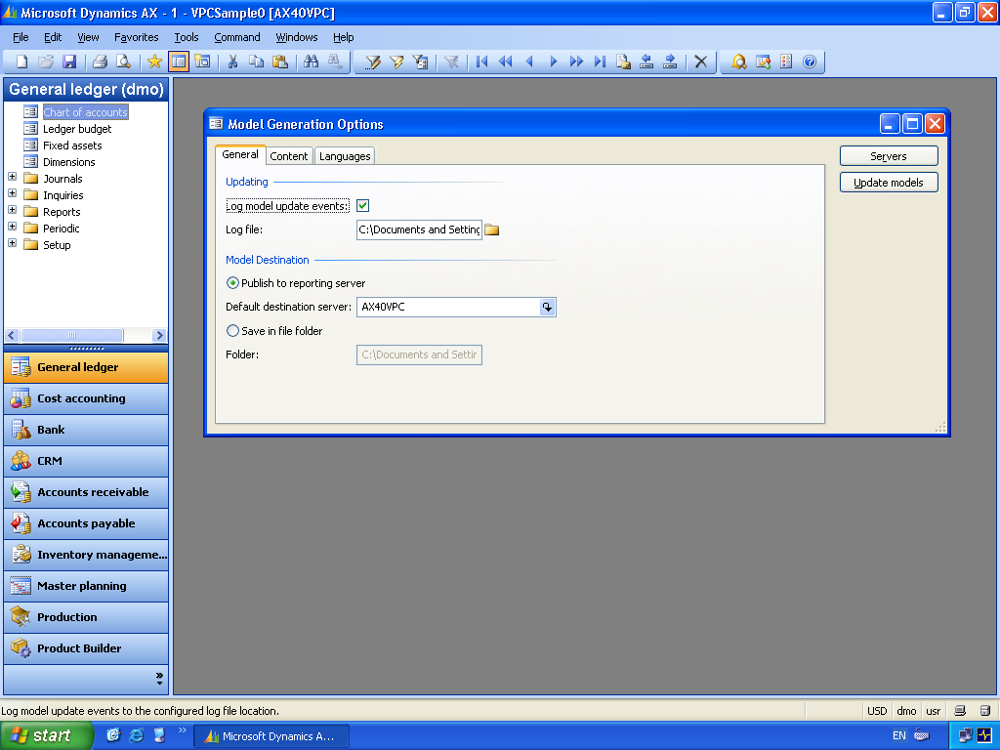 Microsoft Dynamics AX - 1 - VPCSample0 [AX40VPC]
File Edit View Favorites Tools Command Windows Help
General ledger (dmo)
Chart of accounts
Ledger budget
Fixed assets
Dimensions
Journals
Inquiries
Reports
Periodic
Setup
General ledger
Cost accounting
Bank
CRM
Accounts receivable
Accounts payable
Inventory manageme...
Master planning
Production
Product Builder
Model Generation Options
General Content Languages
Servers
Update models
Updating
Log model update events:
Log file: C:\Documents and Setting
Model Destination
Publish to reporting server
Default destination server: AX40VPC
Save in file folder
Folder: C:\Documents and Settin
Log model update events to the configured log file location.
USD dmo usr
start
Microsoft Dynamics A...
EN